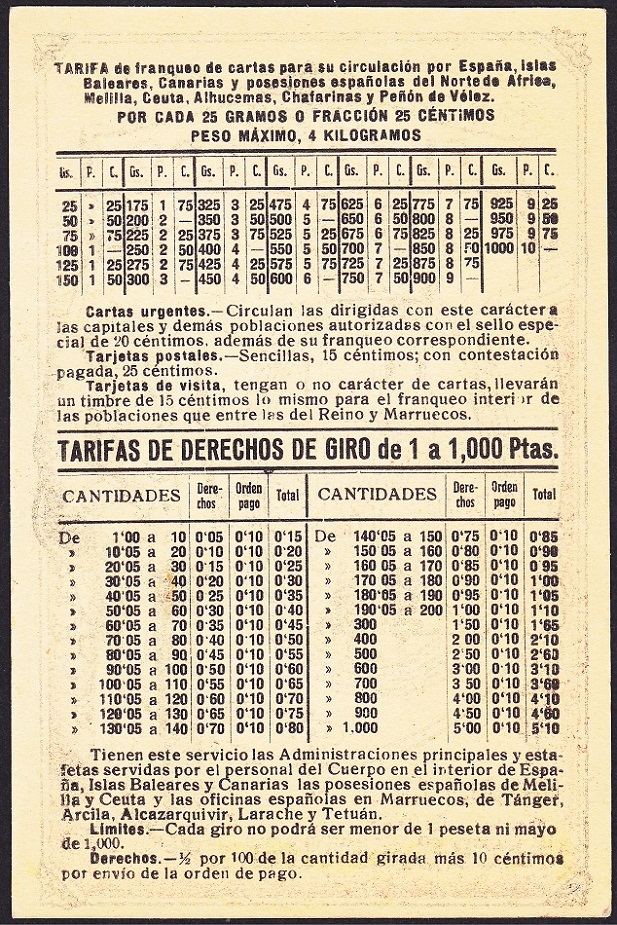 TARIFA de franqueo de cartas para su circulación por España, islas
Baleares, Canarias y posesiones españolas del Norte de Africa,
Melilla, Ceuta, Alhucemas, Chafarinas y Peñón de Vélez.
POR CADA 25 GRAMOS O FRACCIÓN 25 CÉNTIMOS
PESO MÁXIMO, 4 KILOGRAMOS
Gs. P. C. Gs. P. C. Gs. P. C. Gs. P. C. Gs. P. C. Gs. P. C. Gs. P. C.
25 » 25 175 1 75 325 3 25 475 4 75 625 6 25 775 7 75 925 9 25
50 » 50 200 2 — 350 3 50 500 5 — 650 6 50 800 8 — 950 9 50
75 » 75 225 2 25 375 3 75 525 5 25 675 6 75 825 8 25 975 9 75
100 1 — 250 2 50 400 4 — 550 5 50 700 7 — 850 8 50 1000 10 —
125 1 25 275 2 75 425 4 25 575 5 75 725 7 25 875 8 75
150 1 50 300 3 — 450 4 50 600 6 — 750 7 50 900 9 —
Cartas urgentes.—Circulan las dirigidas con este carácter a
las capitales y demás poblaciones autorizadas con el sello espe-
cial de 20 céntimos, además de su franqueo correspondiente.
Tarjetas postales.—Sencillas, 15 céntimos; con contestación
pagada, 25 céntimos.
Tarjetas de visita, tengan o no carácter de cartas, llevarán
un timbre de 15 céntimos lo mismo para el franqueo interior de
las poblaciones que entre las del Reino y Marruecos.
TARIFAS DE DERECHOS DE GIRO de 1 a 1,000 Ptas.
CANTIDADES Dere-chos Orden pago Total CANTIDADES Dere-chos Orden pago Total
De 1'00 a 10 0'05 0'10 0'15 De 140'05 a 150 0'75 0'10 0'85
» 10'05 a 20 0'10 0'10 0'20 » 150 05 a 160 0'80 0'10 0'90
» 20'05 a 30 0'15 0'10 0'25 » 160 05 a 170 0'85 0'10 0'95
» 30'05 a 40 0'20 0'10 0'30 » 170 05 a 180 0'90 0'10 1'00
» 40'05 a 50 0'25 0'10 0'35 » 180'05 a 190 0'95 0'10 1'05
» 50'05 a 60 0'30 0'10 0'40 » 190'05 a 200 1'00 0'10 1'10
» 60'05 a 70 0'35 0'10 0'45 » 300 1'50 0'10 1'65
» 70'05 a 80 0'40 0'10 0'50 » 400 2 00 0'10 2'10
» 80'05 a 90 0'45 0'10 0'55 » 500 2'50 0'10 2'60
» 90'05 a 100 0'50 0'10 0'60 » 600 3'00 0'10 3'10
» 100'05 a 110 0'55 0'10 0'65 » 700 3 50 0'10 3'60
» 110'05 a 120 0'60 0'10 0'70 » 800 4'00 0'10 4'10
» 120'05 a 130 0'65 0'10 0'75 » 900 4'50 0'10 4'60
» 130'05 a 140 0'70 0'10 0'80 » 1.000 5'00 0'10 5'10
Tienen este servicio las Administraciones principales y esta-
fetas servidas por el personal del Cuerpo en el interior de Espa-
ña, Islas Baleares y Canarias las posesiones españolas de Meli-
lla y Ceuta y las oficinas españolas en Marruecos, de Tánger,
Arcila, Alcazarquivir, Larache y Tetuán.
Límites.—Cada giro no podrá ser menor de 1 peseta ni mayo
de 1,000.
Derechos.—½ por 100 de la cantidad girada más 10 céntimos
por envío de la orden de pago.